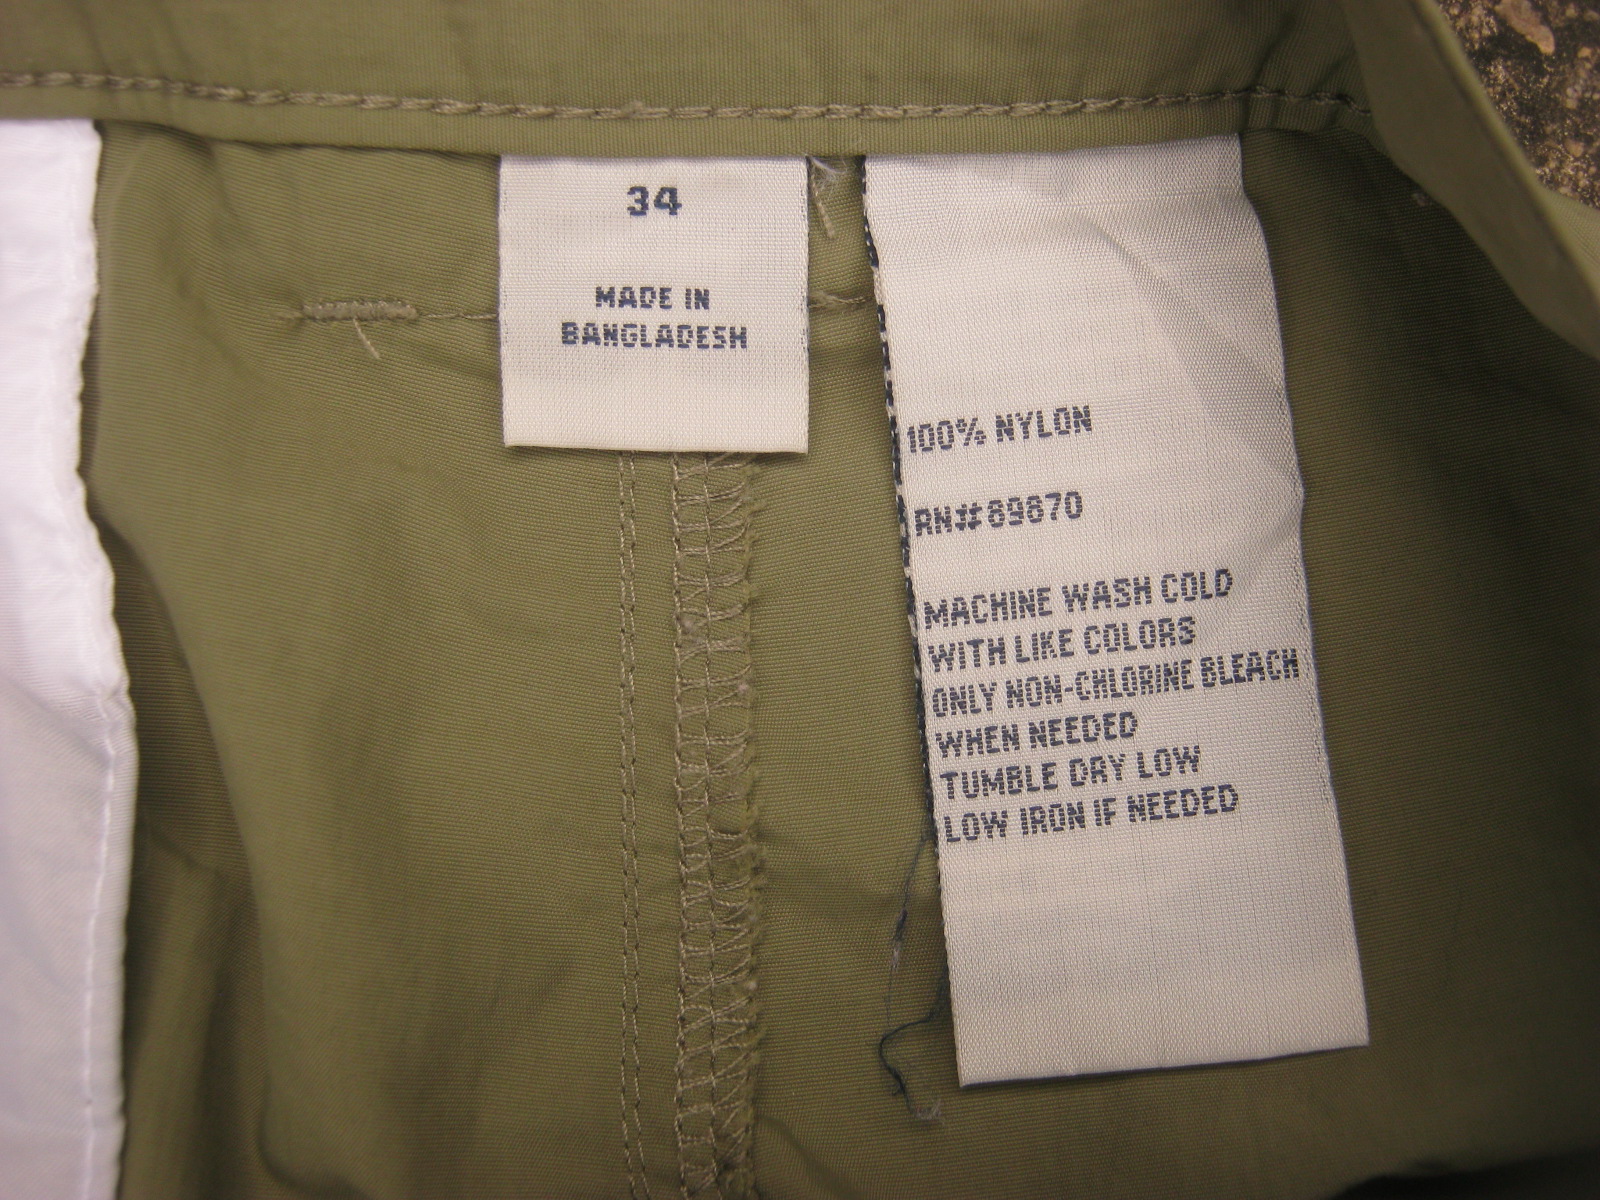 34
MADE IN
BANGLADESH
100% NYLON
RN# 89870
MACHINE WASH COLD
WITH LIKE COLORS
ONLY NON-CHLORINE BLEACH
WHEN NEEDED
TUMBLE DRY LOW
LOW IRON IF NEEDED